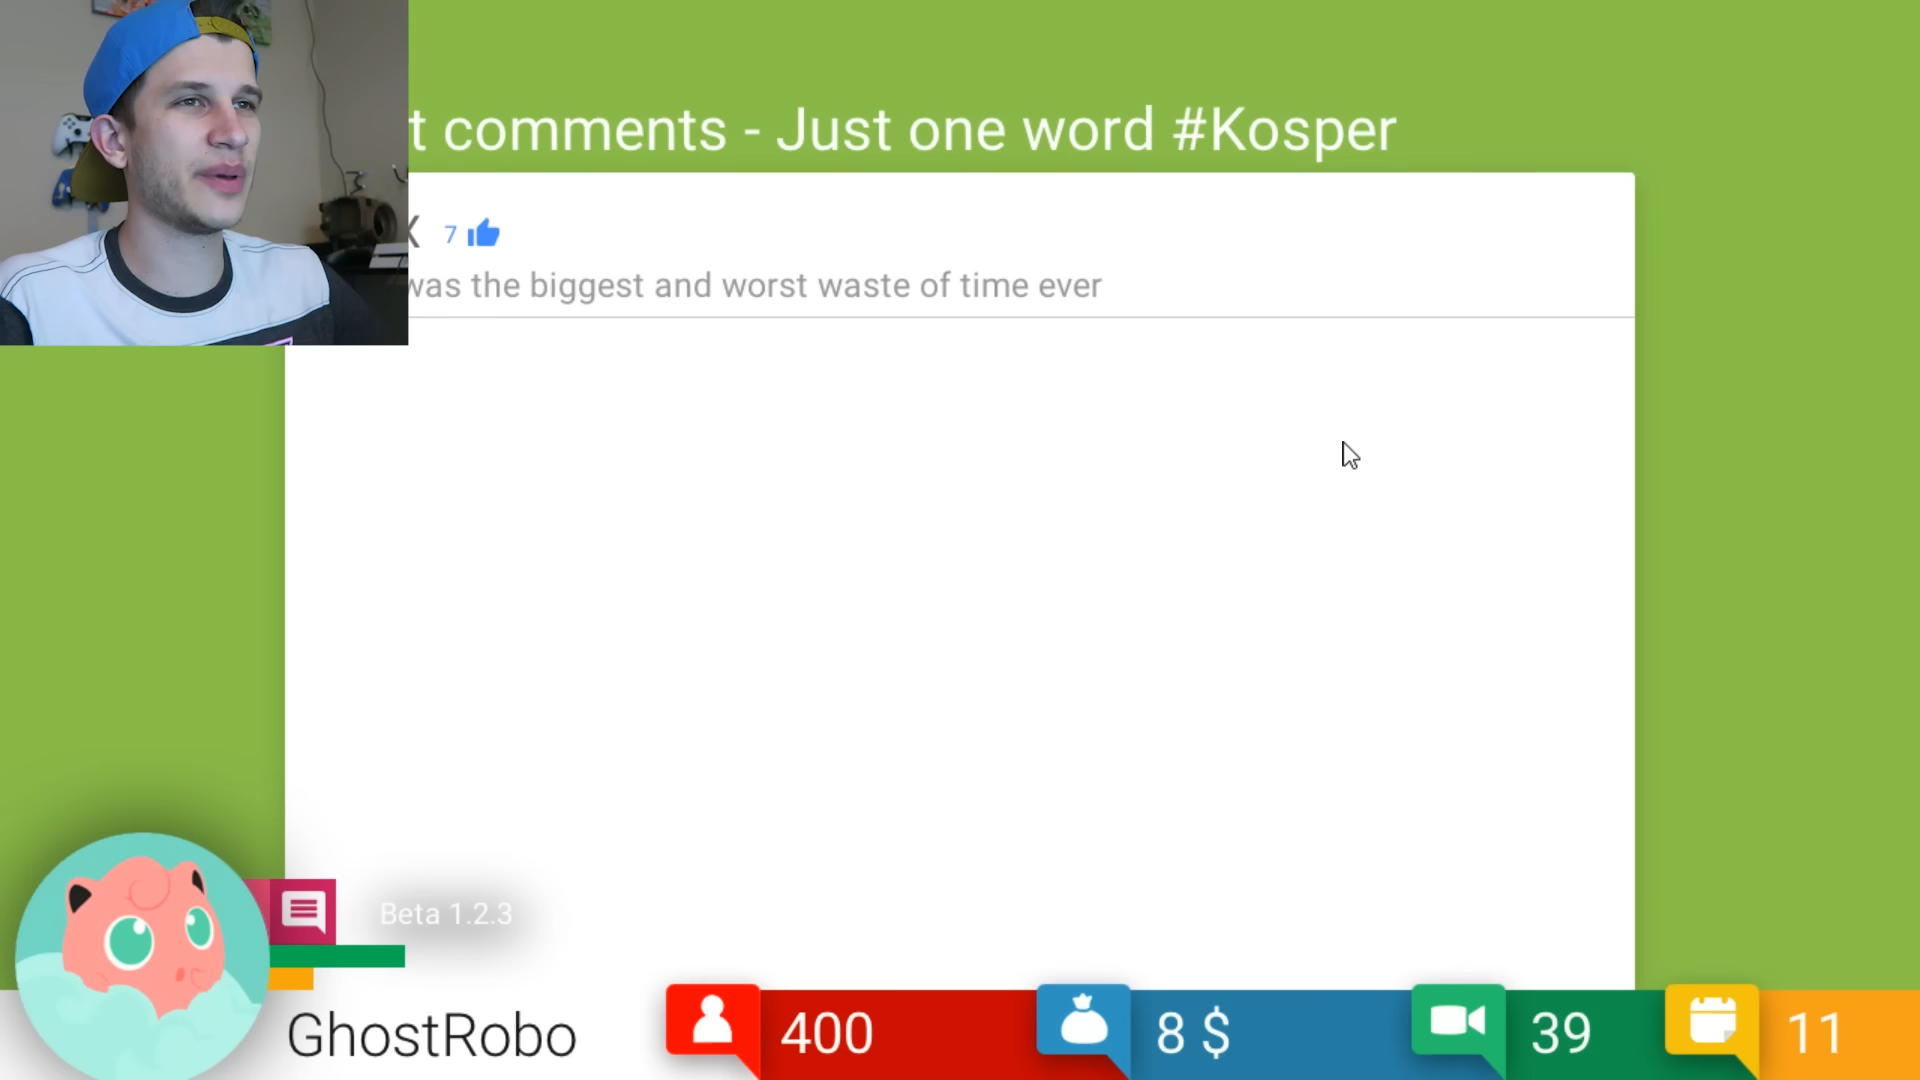 comments - Just one word #Kosper
7
was the biggest and worst waste of time ever
Beta 1.2.3
GhostRobo
400
8 $
39
11